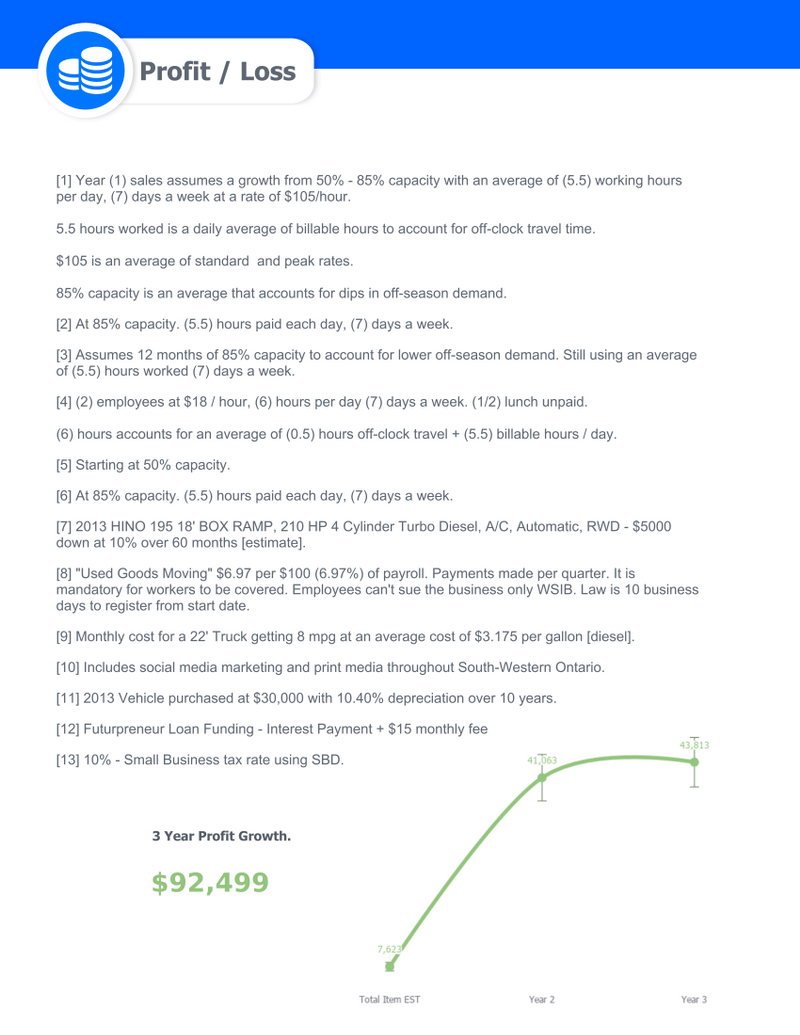 Profit / Loss
[1] Year (1) sales assumes a growth from 50% - 85% capacity with an average of (5.5) working hours
per day, (7) days a week at a rate of $105/hour.
5.5 hours worked is a daily average of billable hours to account for off-clock travel time.
$105 is an average of standard  and peak rates.
85% capacity is an average that accounts for dips in off-season demand.
[2] At 85% capacity. (5.5) hours paid each day, (7) days a week.
[3] Assumes 12 months of 85% capacity to account for lower off-season demand. Still using an average
of (5.5) hours worked (7) days a week.
[4] (2) employees at $18 / hour, (6) hours per day (7) days a week. (1/2) lunch unpaid.
(6) hours accounts for an average of (0.5) hours off-clock travel + (5.5) billable hours / day.
[5] Starting at 50% capacity.
[6] At 85% capacity. (5.5) hours paid each day, (7) days a week.
[7] 2013 HINO 195 18' BOX RAMP, 210 HP 4 Cylinder Turbo Diesel, A/C, Automatic, RWD - $5000
down at 10% over 60 months [estimate].
[8] "Used Goods Moving" $6.97 per $100 (6.97%) of payroll. Payments made per quarter. It is
mandatory for workers to be covered. Employees can't sue the business only WSIB. Law is 10 business
days to register from start date.
[9] Monthly cost for a 22' Truck getting 8 mpg at an average cost of $3.175 per gallon [diesel].
[10] Includes social media marketing and print media throughout South-Western Ontario.
[11] 2013 Vehicle purchased at $30,000 with 10.40% depreciation over 10 years.
[12] Futurpreneur Loan Funding - Interest Payment + $15 monthly fee
[13] 10% - Small Business tax rate using SBD.
43,813
41,063
3 Year Profit Growth.
$92,499
7,623
Total Item EST
Year 2
Year 3